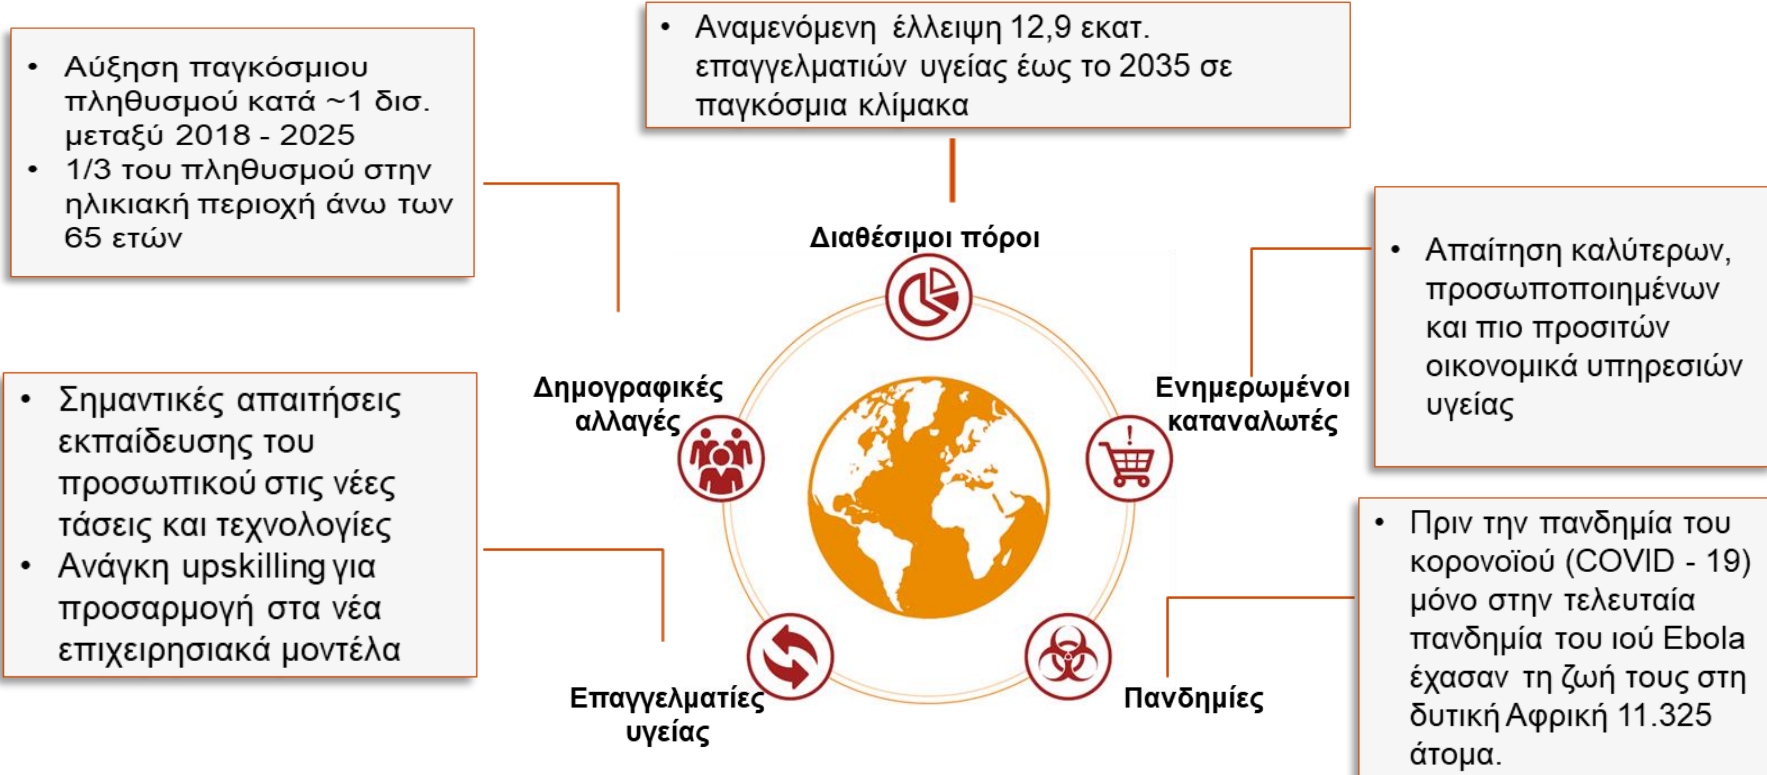 • Αύξηση παγκόσμιου
πληθυσμού κατά ~1 δισ.
μεταξύ 2018 - 2025
• 1/3 του πληθυσμού στην
ηλικιακή περιοχή άνω των
65 ετών
• Αναμενόμενη έλλειψη 12,9 εκατ.
επαγγελματιών υγείας έως το 2035 σε
παγκόσμια κλίμακα
Διαθέσιμοι πόροι
• Απαίτηση καλύτερων,
προσωποποιημένων
και πιο προσιτών
οικονομικά υπηρεσιών
υγείας
Δημογραφικές
αλλαγές
Ενημερωμένοι
καταναλωτές
• Σημαντικές απαιτήσεις
εκπαίδευσης του
προσωπικού στις νέες
τάσεις και τεχνολογίες
• Ανάγκη upskilling για
προσαρμογή στα νέα
επιχειρησιακά μοντέλα
Επαγγελματίες
υγείας
Πανδημίες
• Πριν την πανδημία του
κορονοϊού (COVID - 19)
μόνο στην τελευταία
πανδημία του ιού Ebola
έχασαν τη ζωή τους στη
δυτική Αφρική 11.325
άτομα.